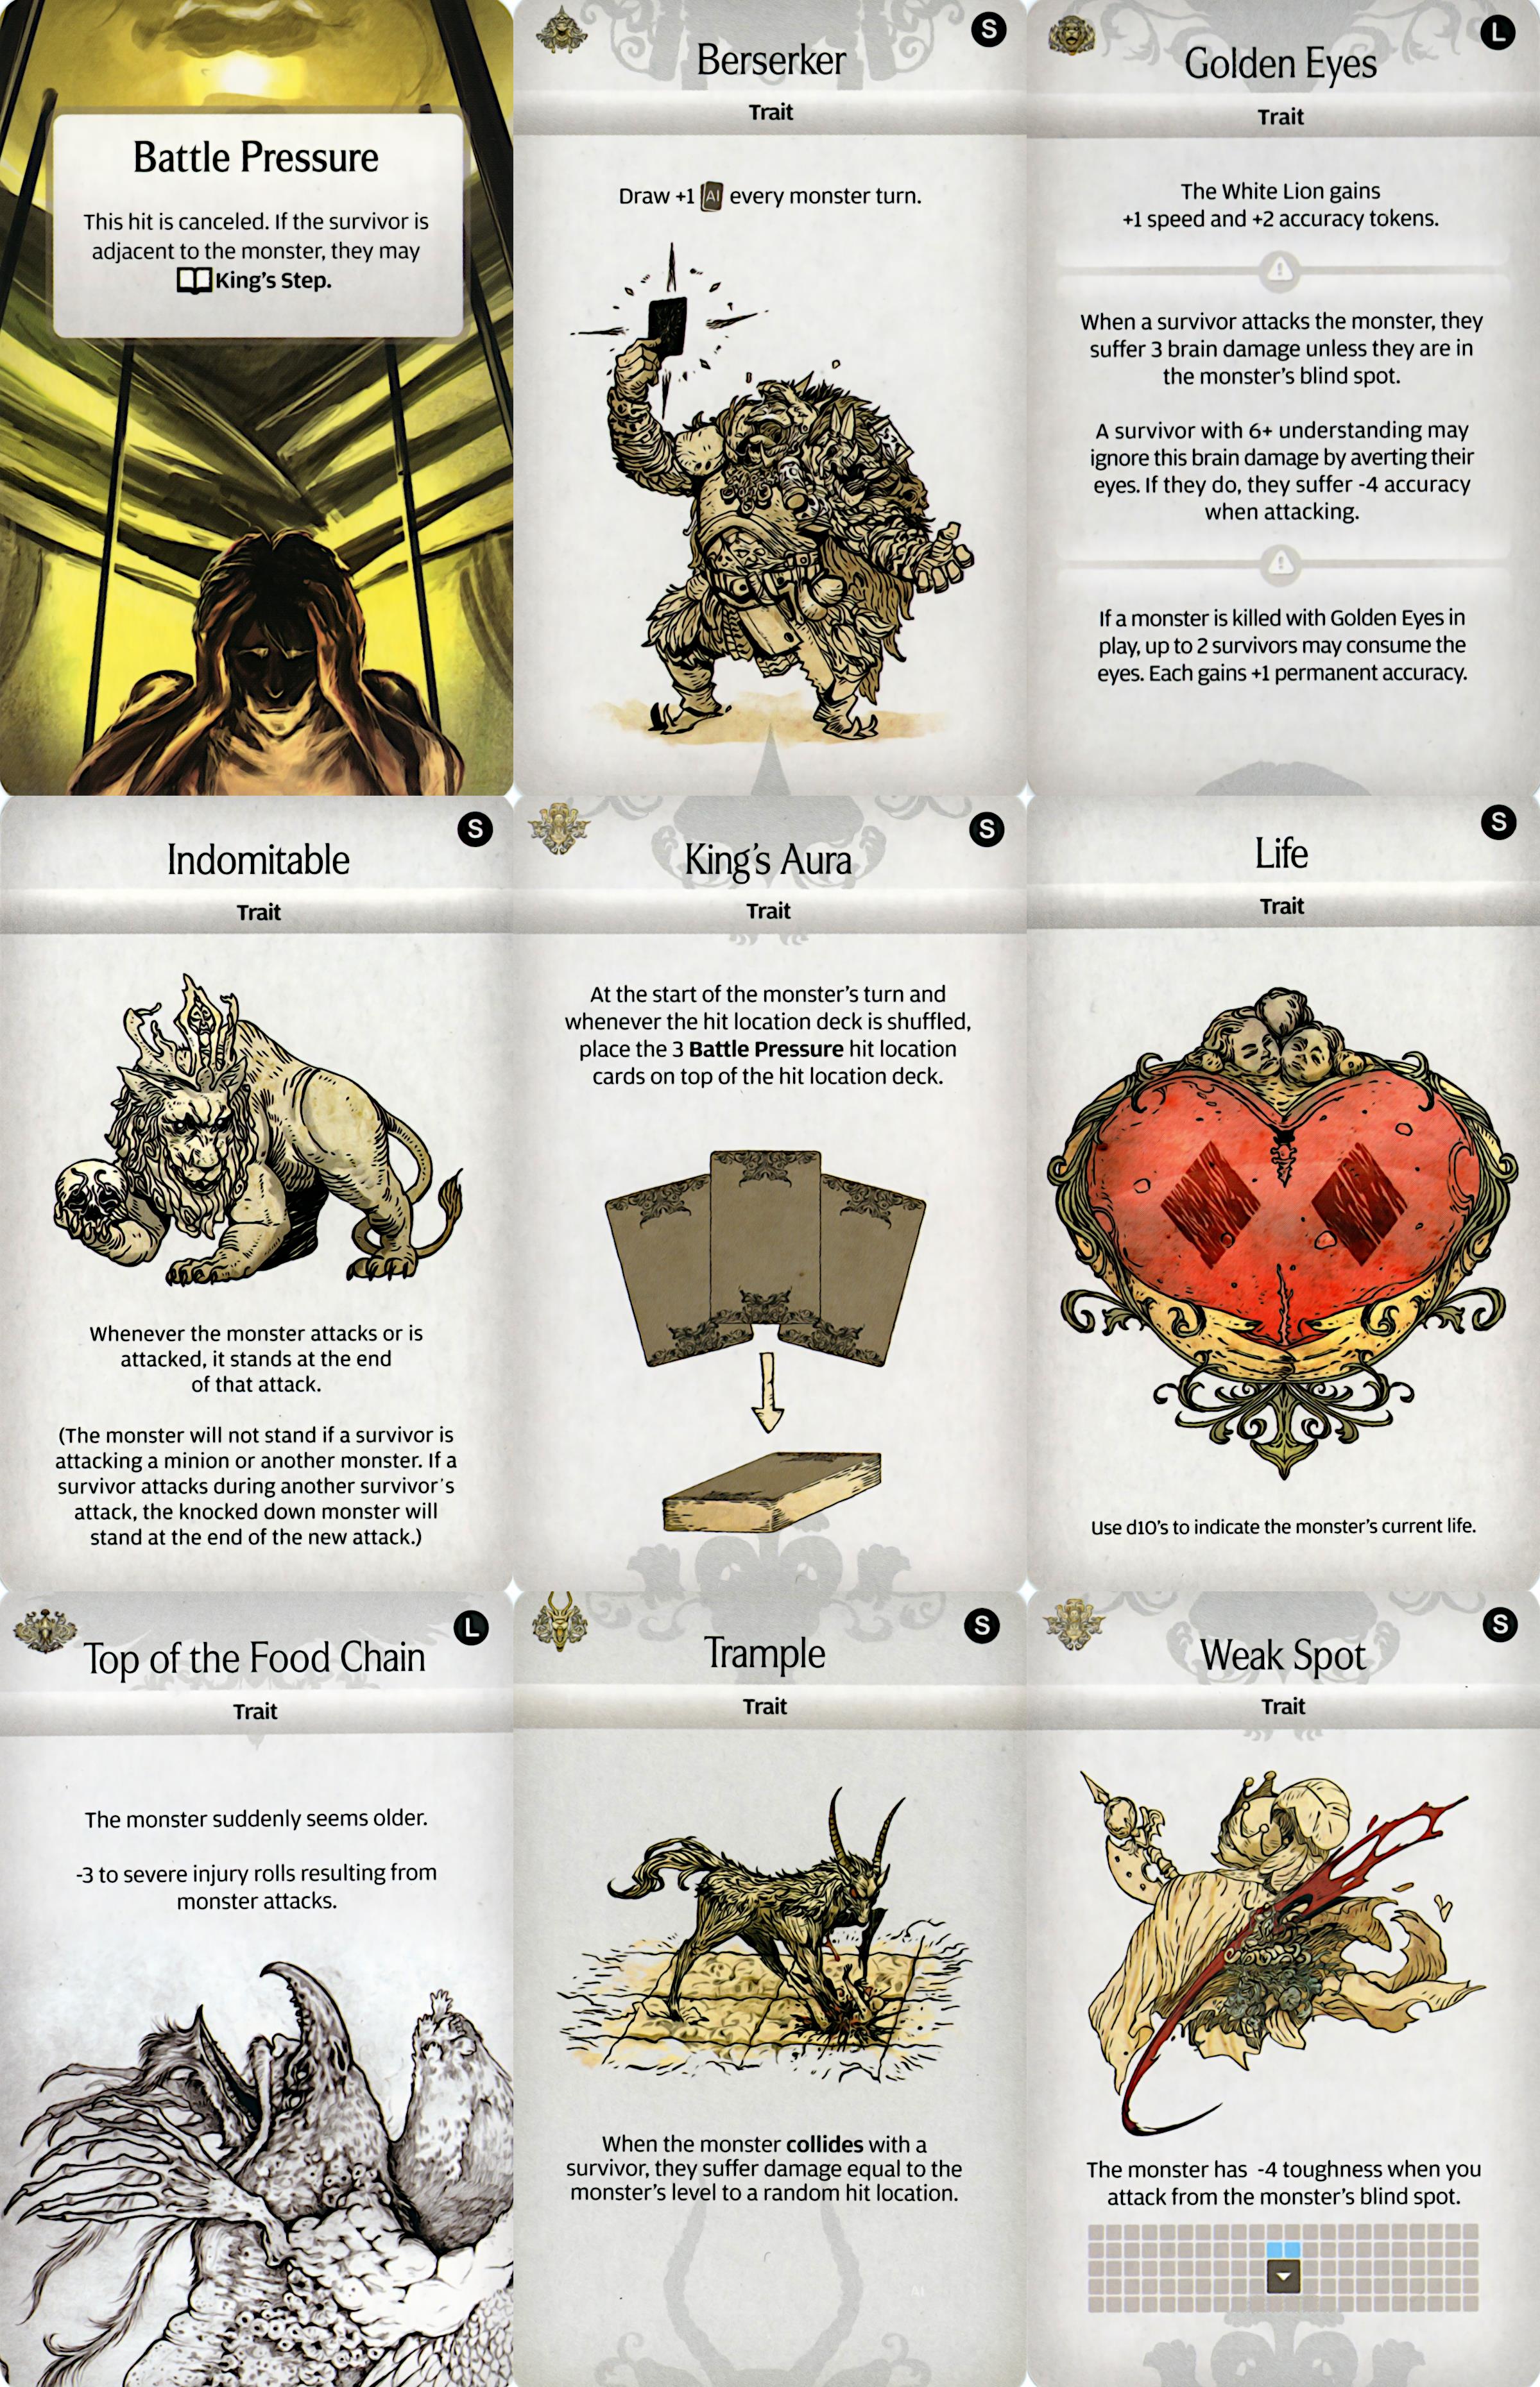 Battle Pressure
This hit is canceled. If the survivor is
adjacent to the monster, they may
King's Step.
S
Berserker
Trait
Draw +1 AI every monster turn.
L
Golden Eyes
Trait
The White Lion gains
+1 speed and +2 accuracy tokens.
When a survivor attacks the monster, they
suffer 3 brain damage unless they are in
the monster's blind spot.
A survivor with 6+ understanding may
ignore this brain damage by averting their
eyes. If they do, they suffer -4 accuracy
when attacking.
If a monster is killed with Golden Eyes in
play, up to 2 survivors may consume the
eyes. Each gains +1 permanent accuracy.
S
Indomitable
Trait
Whenever the monster attacks or is
attacked, it stands at the end
of that attack.
(The monster will not stand if a survivor is
attacking a minion or another monster. If a
survivor attacks during another survivor's
attack, the knocked down monster will
stand at the end of the new attack.)
S
King's Aura
Trait
At the start of the monster's turn and
whenever the hit location deck is shuffled,
place the 3 Battle Pressure hit location
cards on top of the hit location deck.
S
Life
Trait
Use d10's to indicate the monster's current life.
L
Top of the Food Chain
Trait
The monster suddenly seems older.
-3 to severe injury rolls resulting from
monster attacks.
S
Trample
Trait
When the monster collides with a
survivor, they suffer damage equal to the
monster's level to a random hit location.
S
Weak Spot
Trait
The monster has -4 toughness when you
attack from the monster's blind spot.